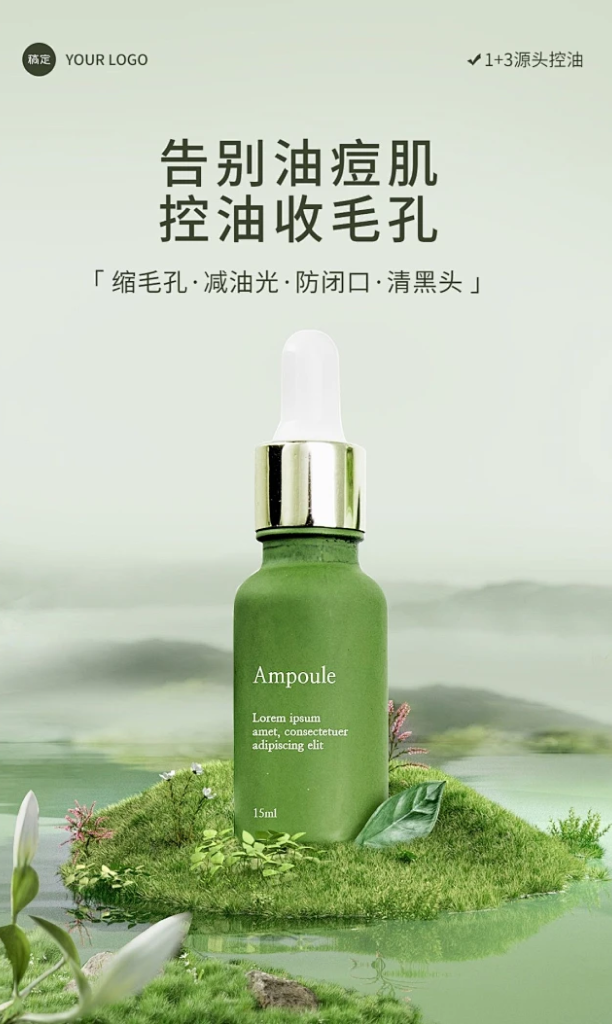 稿定 YOUR LOGO
✓1+3源头控油
告别油痘肌
控油收毛孔
「 缩毛孔·减油光·防闭口·清黑头 」
Ampoule
Lorem ipsum
amet, consectetuer
adipiscing elit
15ml